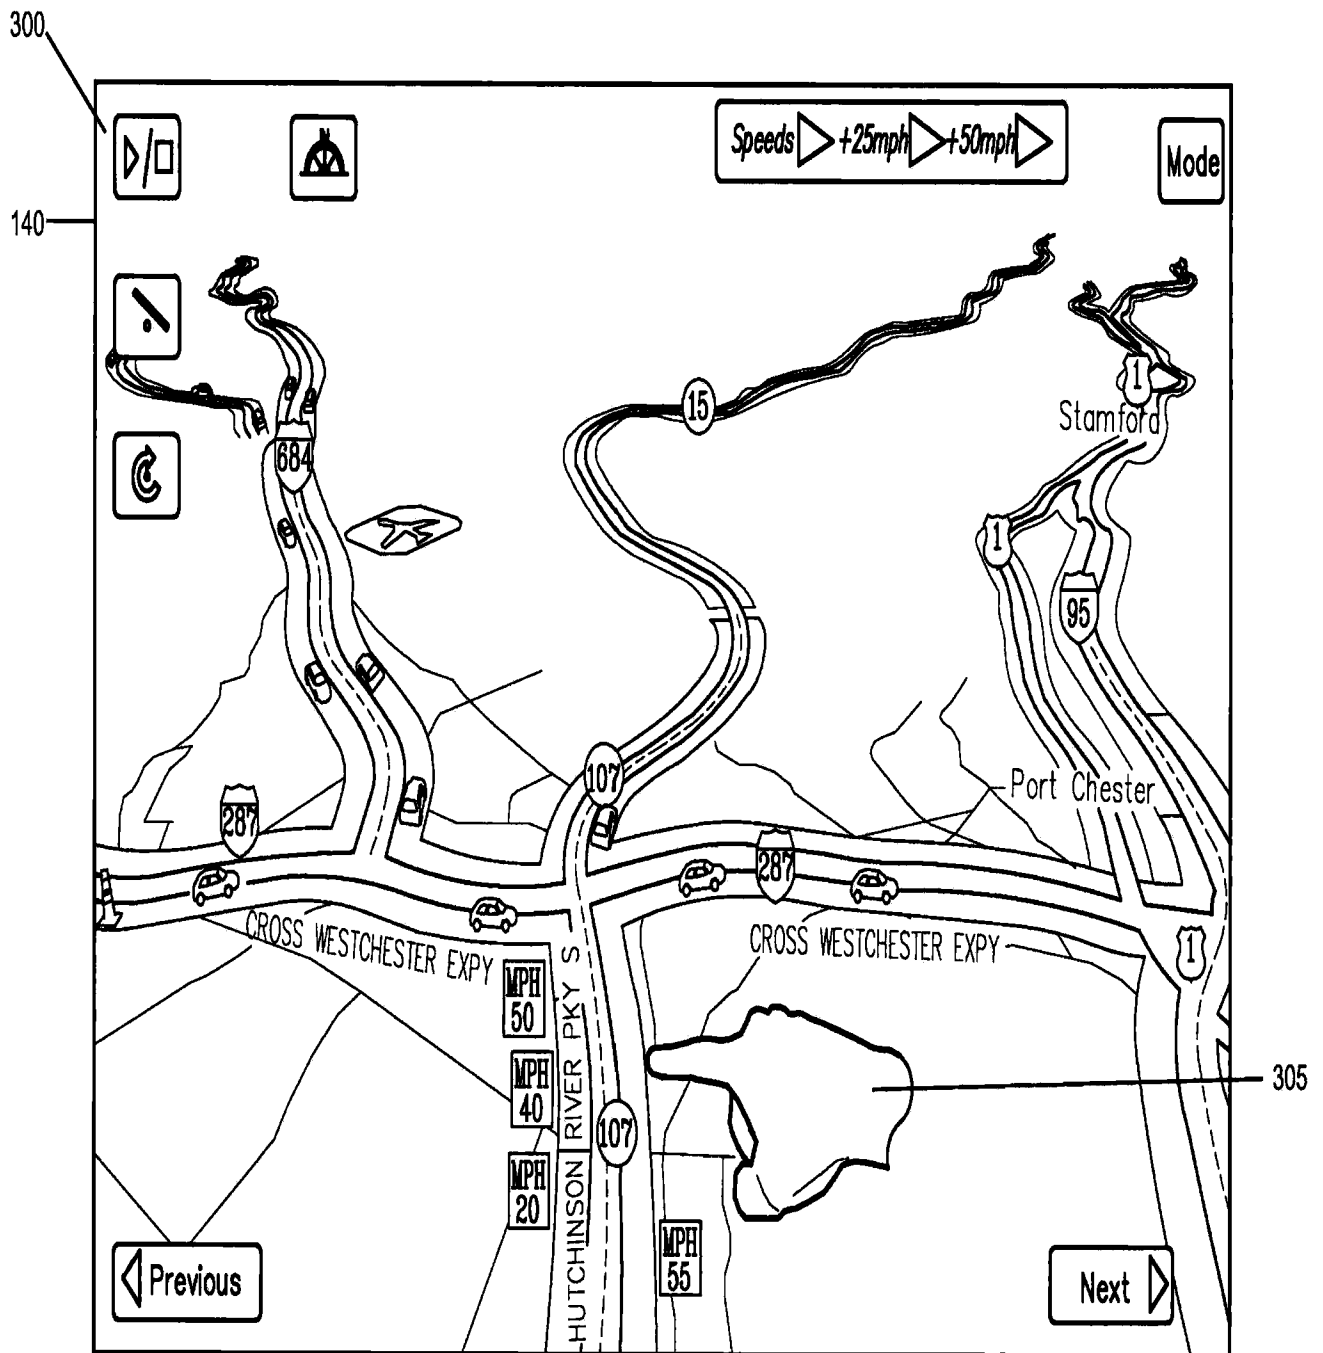 300
N
Speeds +25mph +50mph
Mode
140
15
1
Stamford
684
1
95
107
Port Chester
287
287
CROSS WESTCHESTER EXPY
CROSS WESTCHESTER EXPY
1
MPH
50
MPH
40
MPH
20
HUTCHINSON RIVER PKY S
107
305
MPH
55
Previous
Next